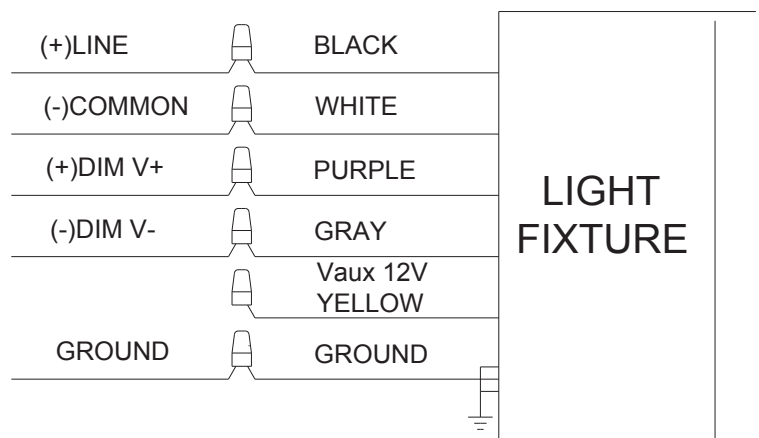 (+)LINE BLACK
(-)COMMON WHITE
(+)DIM V+ PURPLE
(-)DIM V- GRAY
Vaux 12V
YELLOW
GROUND GROUND
LIGHT
FIXTURE